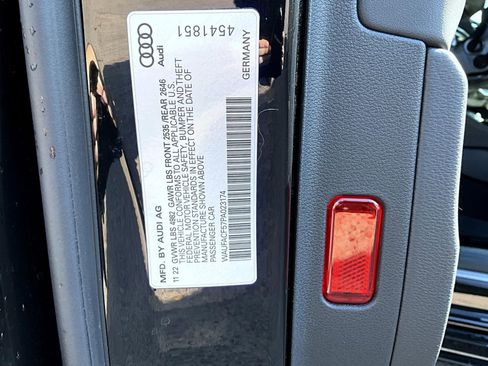 MFD. BY AUDI AG
11 22 GVWR LBS 4982 GAWR LBS FRONT 2535 /REAR 2646
THIS VEHICLE CONFORMS TO ALL APPLICABLE U.S.
FEDERAL MOTOR VEHICLE SAFETY, BUMPER AND THEFT
PREVENTION STANDARDS IN EFFECT ON THE DATE OF
MANUFACTURE SHOWN ABOVE
PASSENGER CAR
WAUFACF57PA023174
Audi
4541851
GERMANY